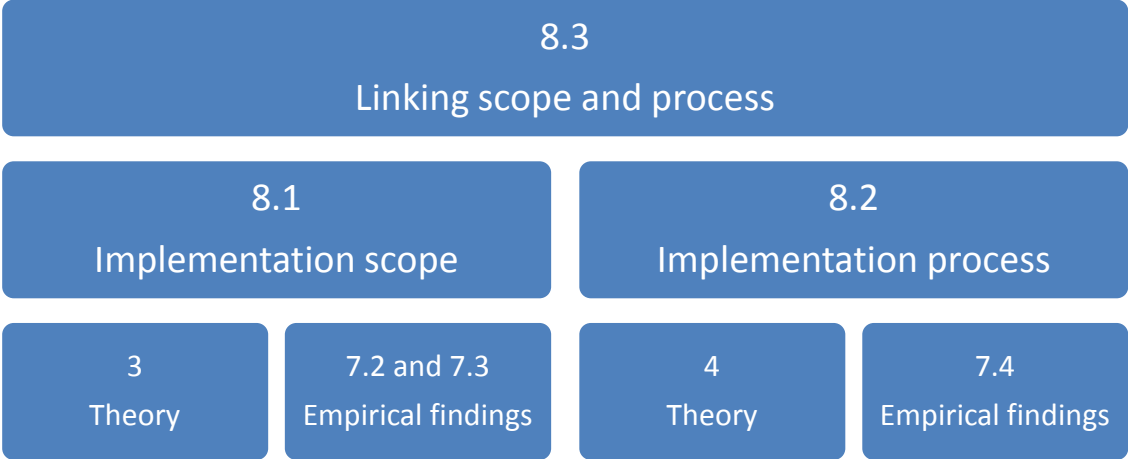 8.3
Linking scope and process
8.1
Implementation scope
8.2
Implementation process
3
Theory
7.2 and 7.3
Empirical findings
4
Theory
7.4
Empirical findings